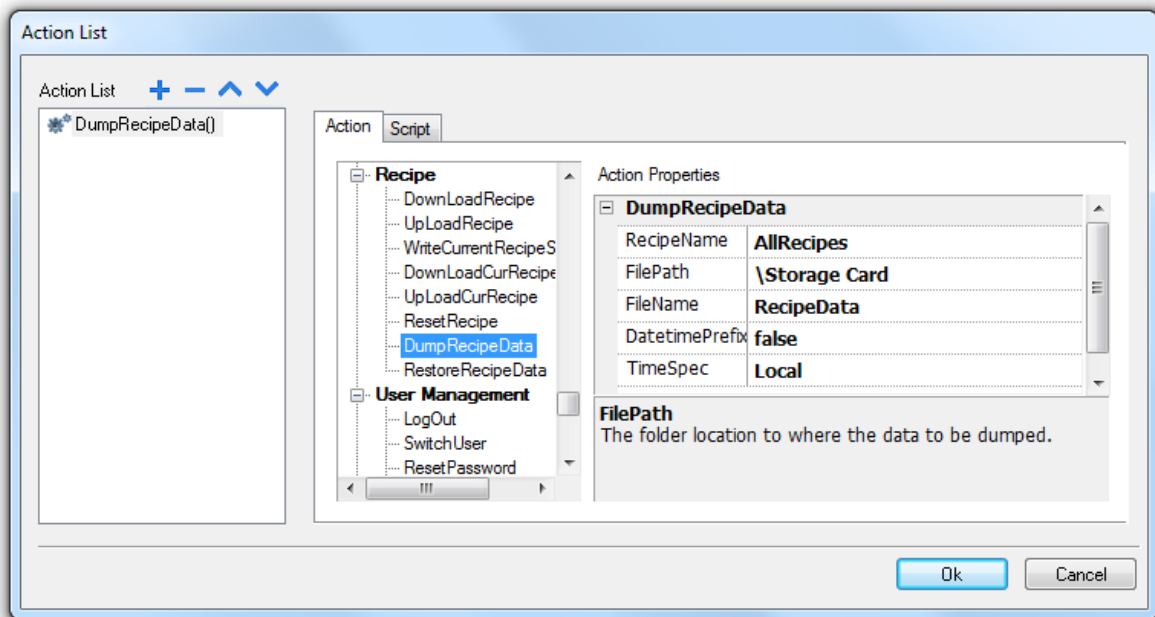 Action List
Action List
DumpRecipeData()
Action Script
Recipe
DownLoadRecipe
UpLoadRecipe
WriteCurrentRecipeS
DownLoadCurRecipe
UpLoadCurRecipe
ResetRecipe
DumpRecipeData
RestoreRecipeData
User Management
LogOut
SwitchUser
ResetPassword
Action Properties
DumpRecipeData
RecipeName AllRecipes
FilePath \Storage Card
FileName RecipeData
DatetimePrefix false
TimeSpec Local
FilePath
The folder location to where the data to be dumped.
Ok Cancel